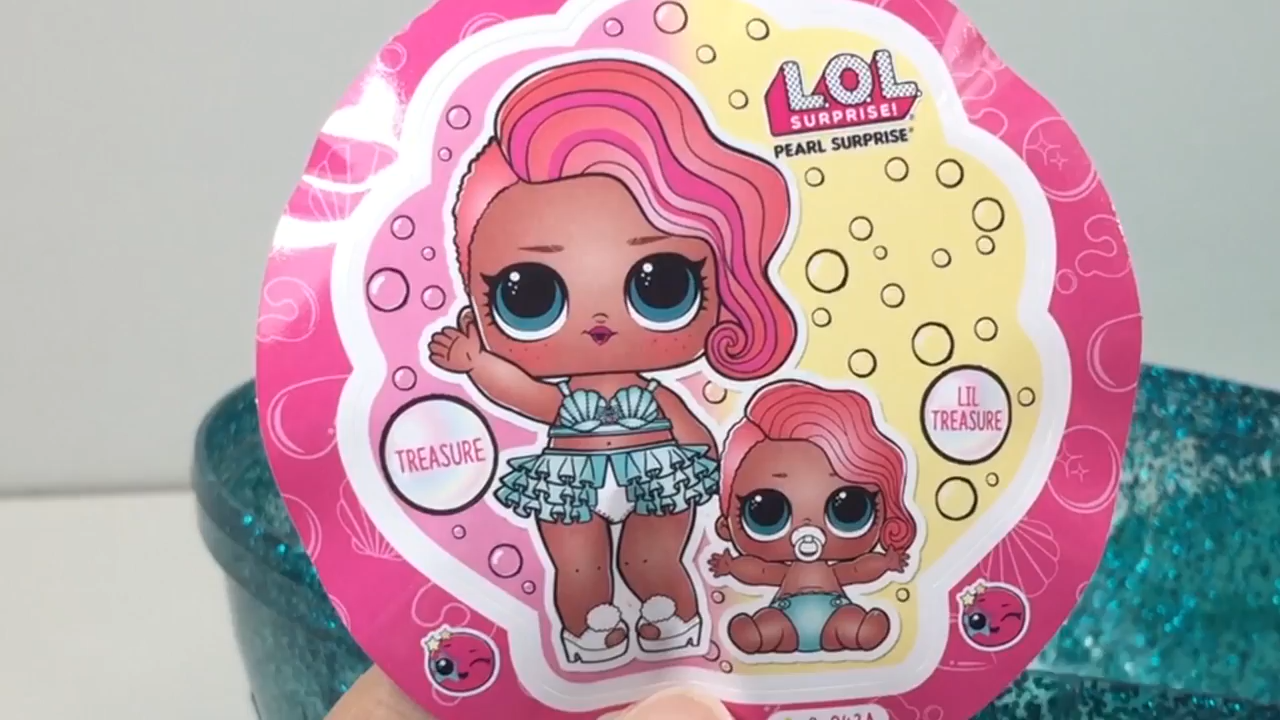 L.O.L.
SURPRISE!
PEARL SURPRISE
TREASURE
LIL
TREASURE